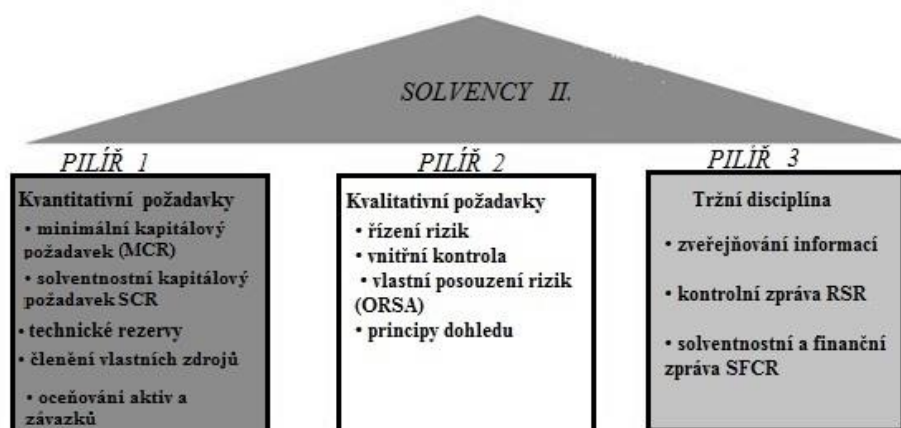 SOLVENCY II.
PILÍŘ 1
Kvantitativní požadavky
• minimální kapitálový
požadavek (MCR)
• solventnostní kapitálový
požadavek SCR
• technické rezervy
• členění vlastních zdrojů
• oceňování aktiv a
závazků
PILÍŘ 2
Kvalitativní požadavky
• řízení rizik
• vnitřní kontrola
• vlastní posouzení rizik
(ORSA)
• principy dohledu
PILÍŘ 3
Tržní disciplína
• zveřejňování informací
• kontrolní zpráva RSR
• solventnostní a finanční
zpráva SFCR